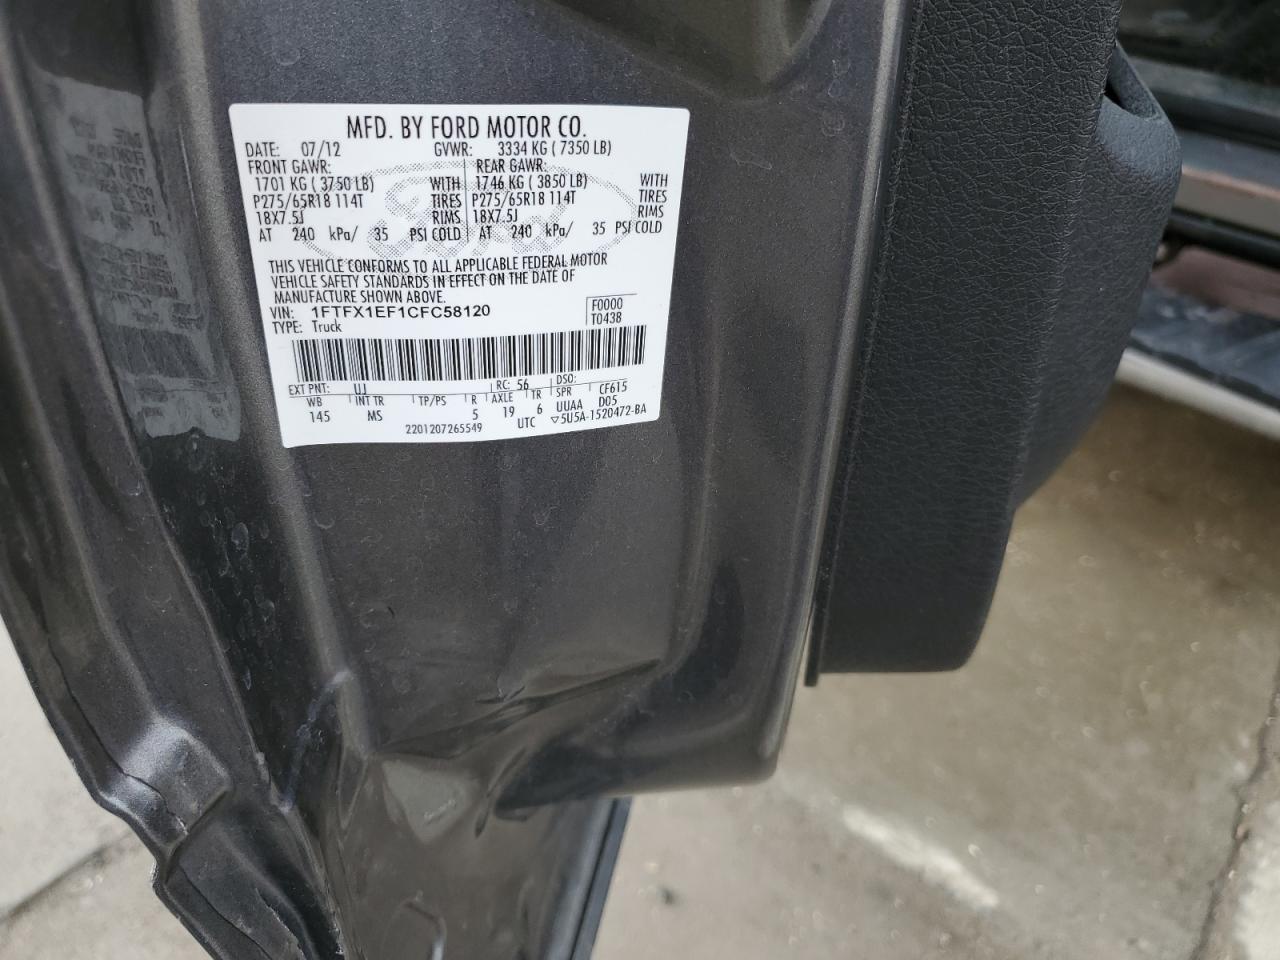 MFD. BY FORD MOTOR CO.
DATE: 07/12 GVWR: 3334 KG ( 7350 LB)
FRONT GAWR: REAR GAWR:
1701 KG ( 3750 LB) WITH 1746 KG ( 3850 LB) WITH
P275/65R18 114T TIRES P275/65R18 114T TIRES
18X7.5J RIMS 18X7.5J RIMS
AT 240 kPa/ 35 PSI COLD AT 240 kPa/ 35 PSI COLD
Ford
THIS VEHICLE CONFORMS TO ALL APPLICABLE FEDERAL MOTOR
VEHICLE SAFETY STANDARDS IN EFFECT ON THE DATE OF
MANUFACTURE SHOWN ABOVE.
VIN: 1FTFX1EF1CFC58120 F0000
TYPE: Truck T0438
EXT PNT: UJ RC: 56 DSO:
WB INT TR TP/PS R AXLE TR SPR CF615
145 MS 5 19 6 UUAA D05
2201207265549 UTC ▽5U5A-1520472-BA